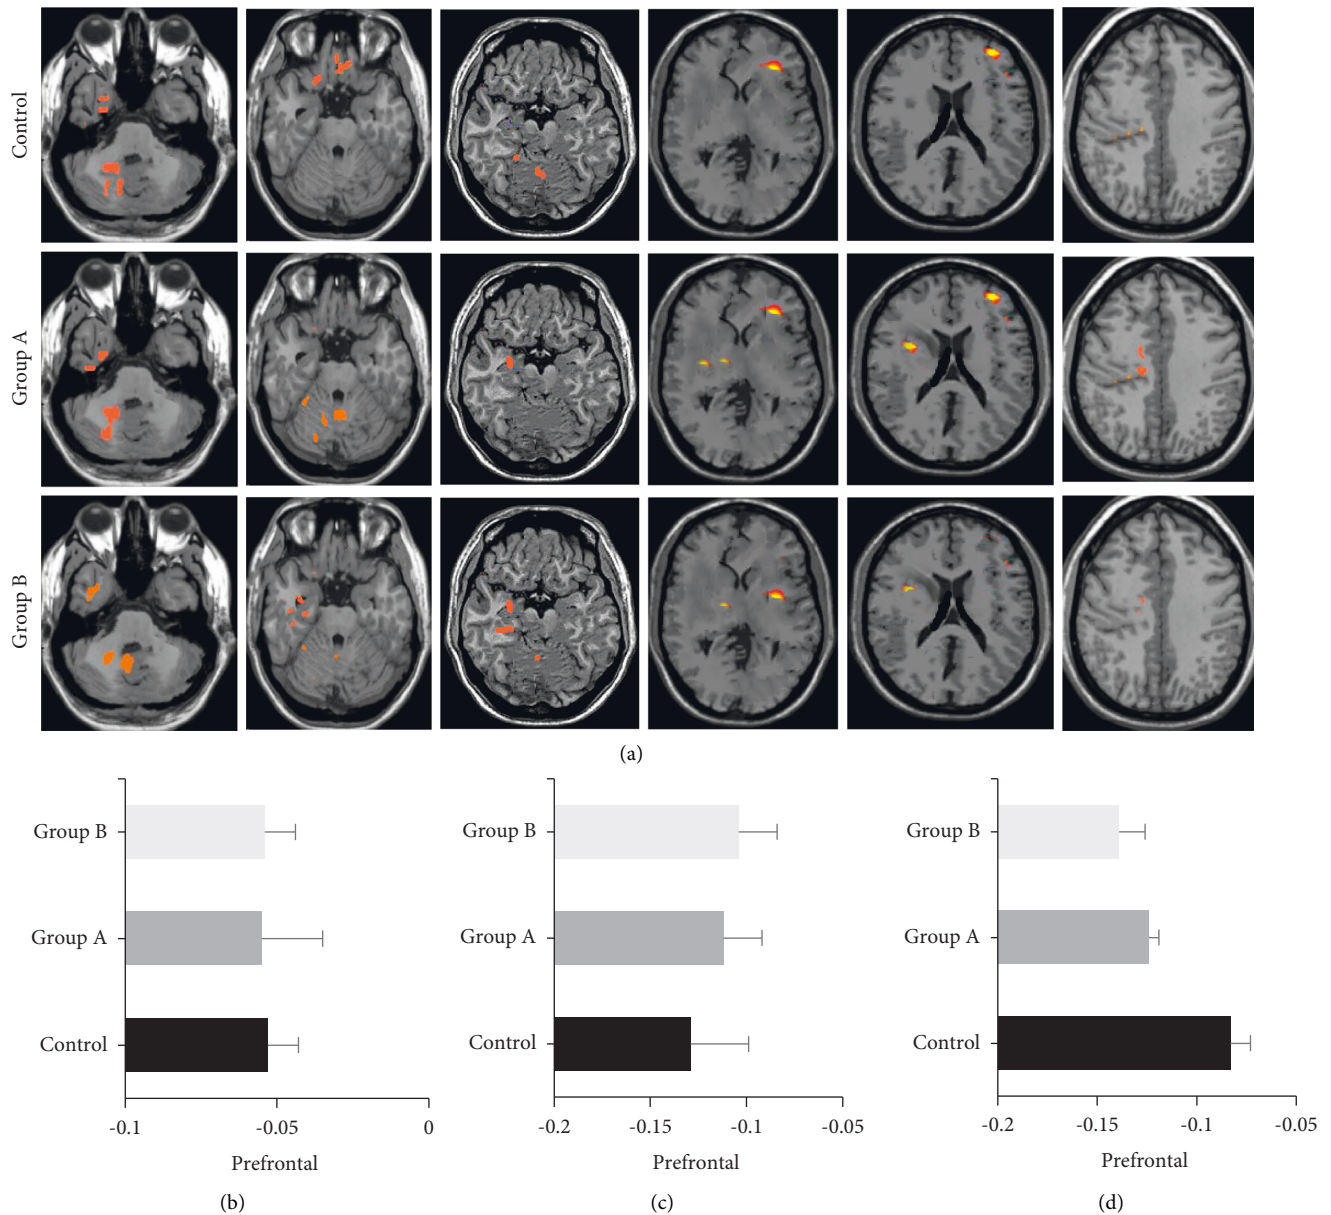 Control
Group A
Group B
(a)
Group B
Group A
Control
-0.1 -0.05 0
Prefrontal
(b)
Group B
Group A
Control
-0.2 -0.15 -0.1 -0.05
Prefrontal
(c)
Group B
Group A
Control
-0.2 -0.15 -0.1 -0.05
Prefrontal
(d)